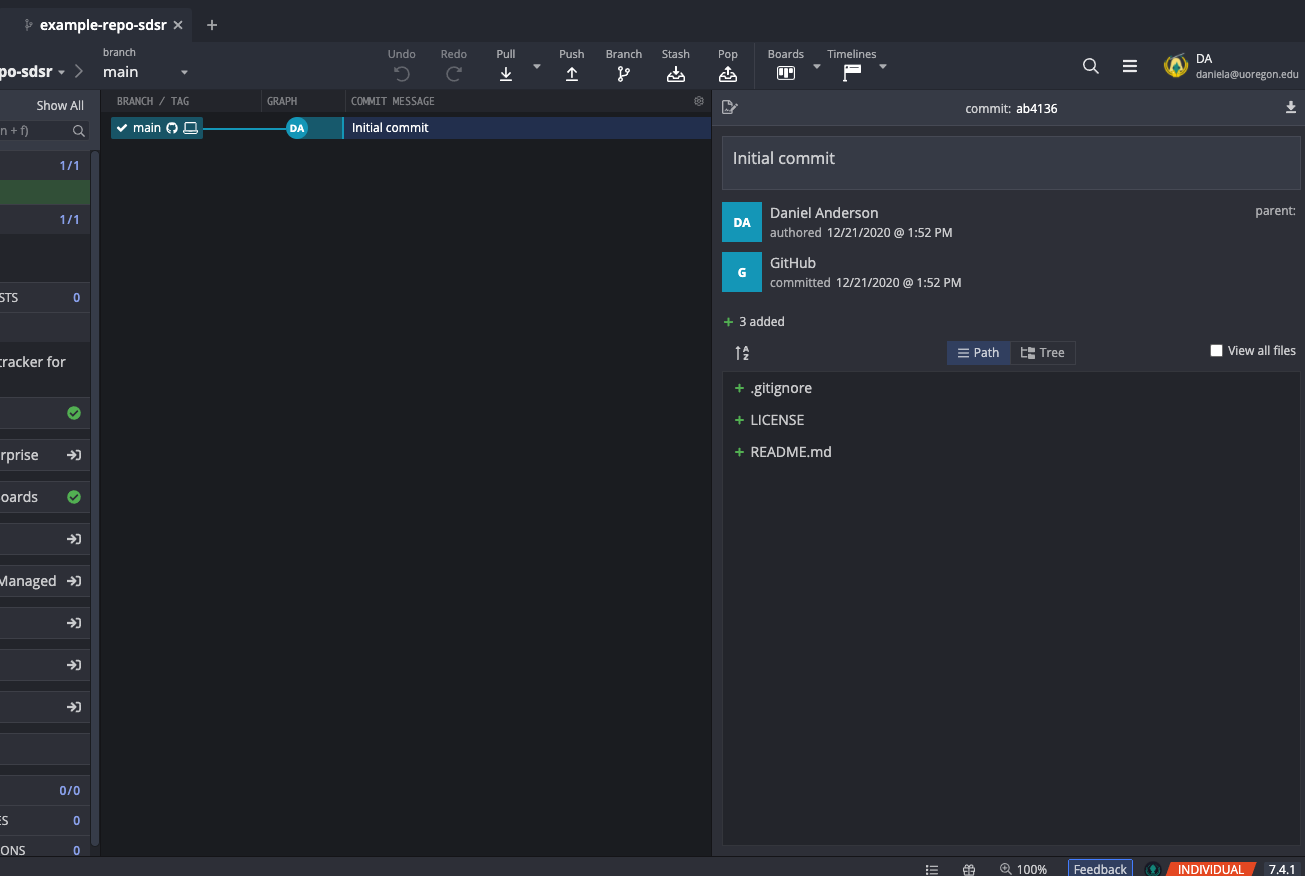 example-repo-sdsr
branch
po-sdsr
main
Undo
Redo
Pull
Push
Branch
Stash
Pop
Boards
Timelines
DA
daniela@uoregon.edu
Show All
n + f)
1/1
1/1
STS 0
tracker for
rprise
oards
Managed
0/0
ES 0
ONS 0
BRANCH / TAG
GRAPH
COMMIT MESSAGE
main
DA
Initial commit
commit: ab4136
Initial commit
DA
Daniel Anderson
authored 12/21/2020 @ 1:52 PM
parent:
G
GitHub
committed 12/21/2020 @ 1:52 PM
+ 3 added
A
Z
Path
Tree
View all files
+ .gitignore
+ LICENSE
+ README.md
100%
Feedback
INDIVIDUAL
7.4.1